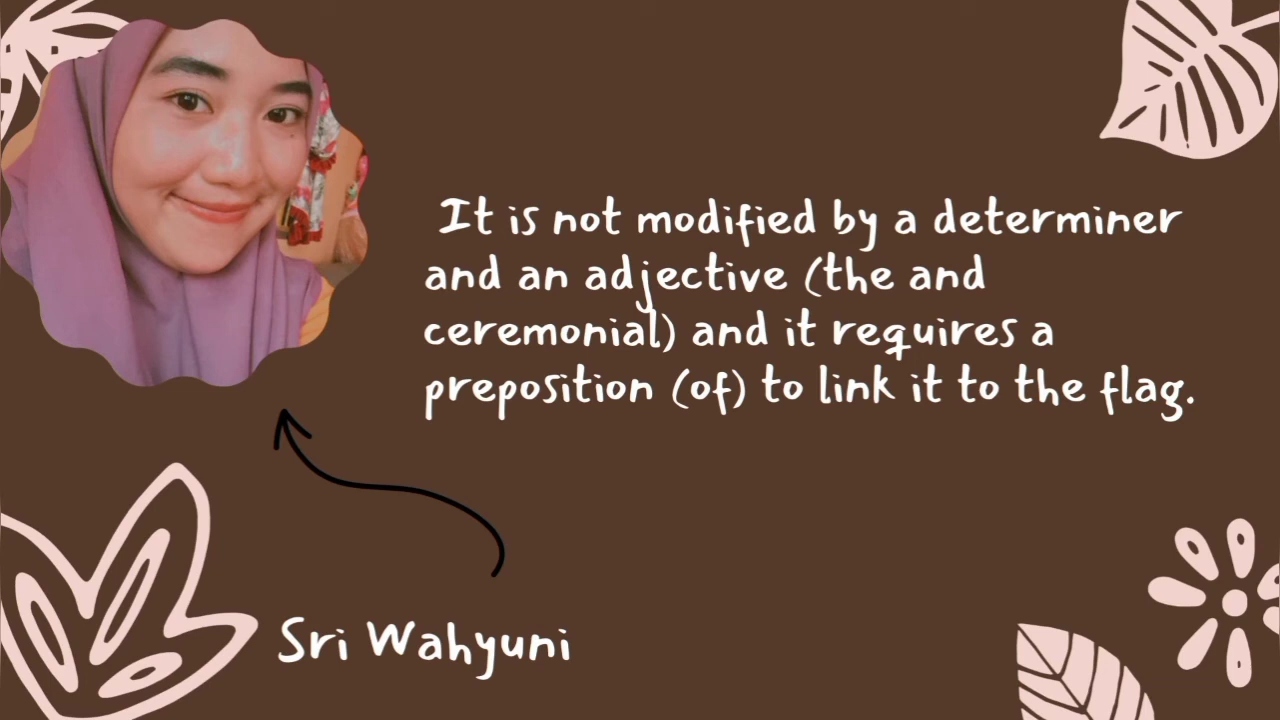 It is not modified by a determiner
and an adjective (the and
ceremonial) and it requires a
preposition (of) to link it to the flag.
Sri Wahyuni